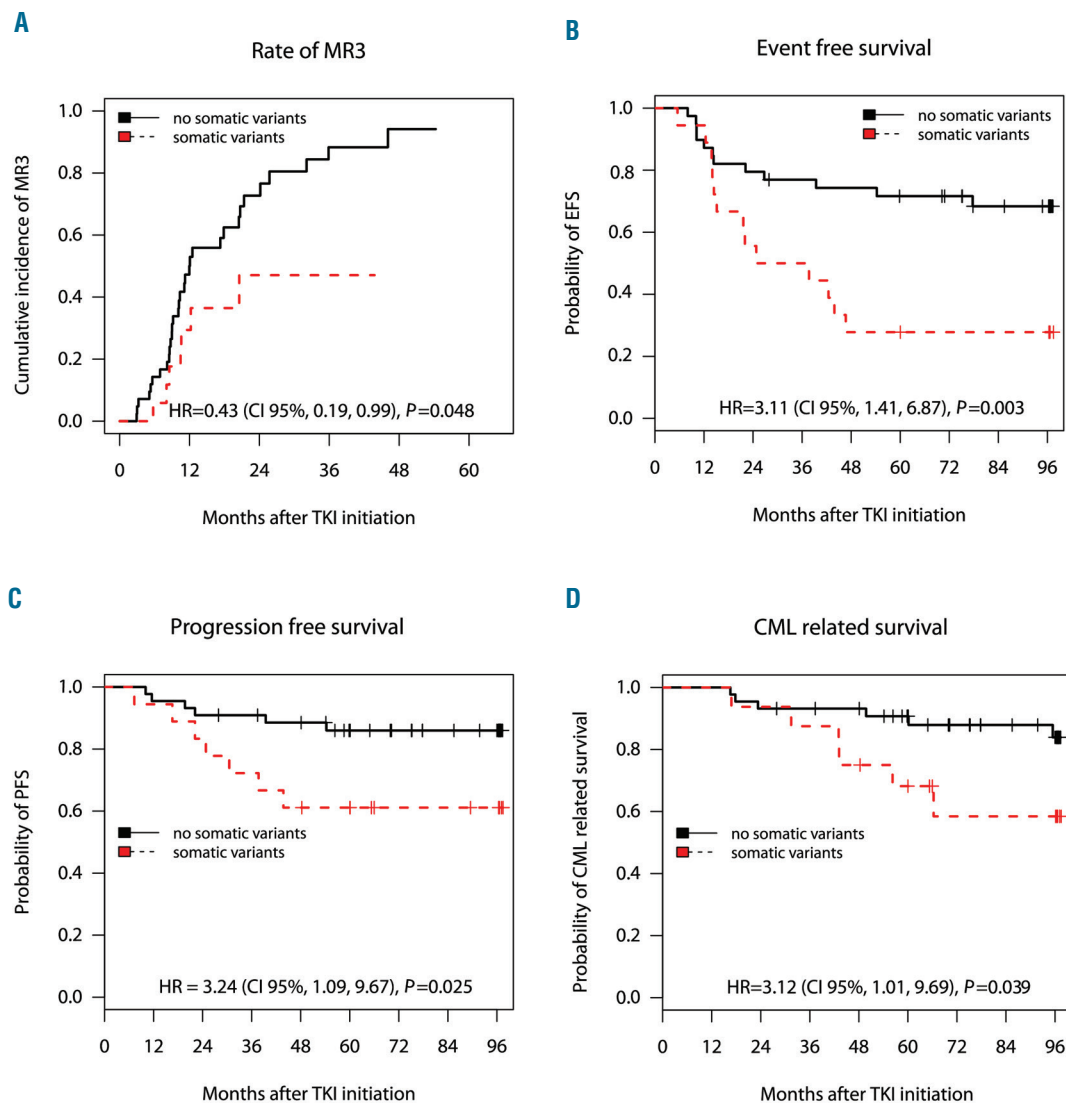 A
Rate of MR3
Cumulative incidence of MR3
1.0
0.8
0.6
0.4
0.2
0.0
no somatic variants
somatic variants
HR=0.43 (CI 95%, 0.19, 0.99), P=0.048
0 12 24 36 48 60
Months after TKI initiation
B
Event free survival
Probability of EFS
1.0
0.8
0.6
0.4
0.2
0.0
no somatic variants
somatic variants
HR=3.11 (CI 95%, 1.41, 6.87), P=0.003
0 12 24 36 48 60 72 84 96
Months after TKI initiation
C
Progression free survival
Probability of PFS
1.0
0.8
0.6
0.4
0.2
0.0
no somatic variants
somatic variants
HR = 3.24 (CI 95%, 1.09, 9.67), P=0.025
0 12 24 36 48 60 72 84 96
Months after TKI initiation
D
CML related survival
Probability of CML related survival
1.0
0.8
0.6
0.4
0.2
0.0
no somatic variants
somatic variants
HR=3.12 (CI 95%, 1.01, 9.69), P=0.039
0 12 24 36 48 60 72 84 96
Months after TKI initiation